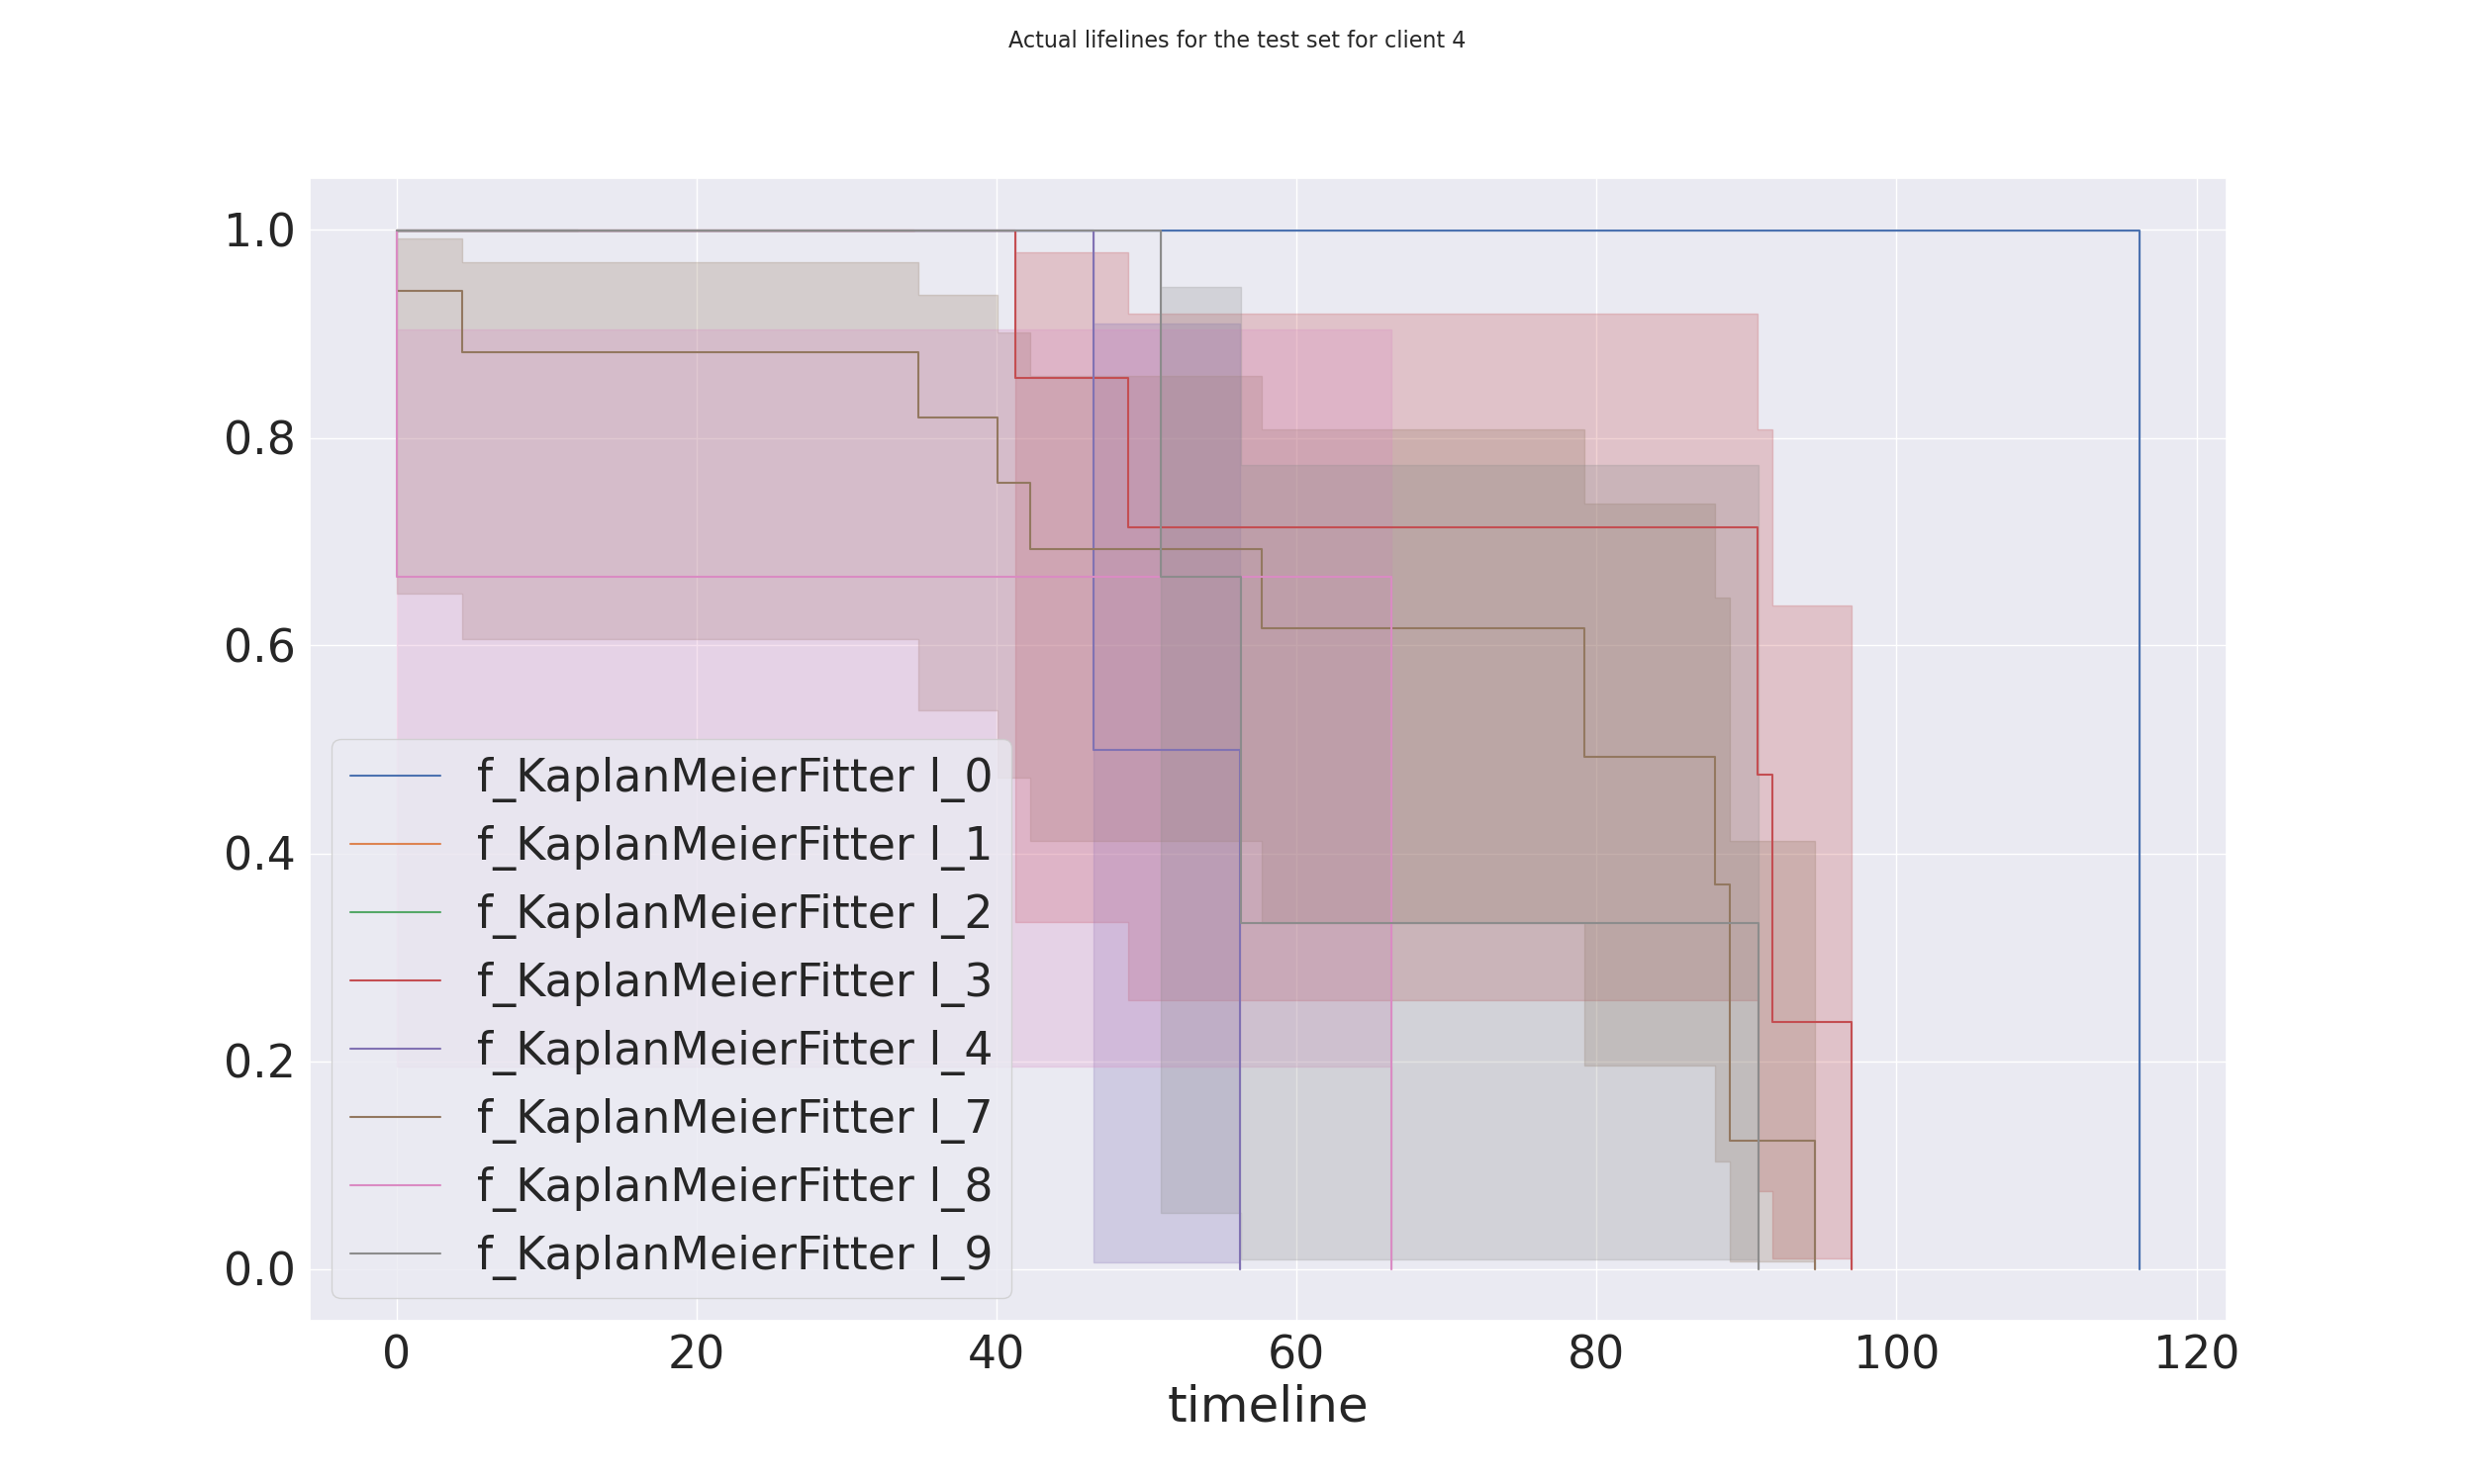 Actual lifelines for the test set for client 4
1.0
0.8
0.6
0.4
0.2
0.0
f_KaplanMeierFitter l_0
f_KaplanMeierFitter l_1
f_KaplanMeierFitter l_2
f_KaplanMeierFitter l_3
f_KaplanMeierFitter l_4
f_KaplanMeierFitter l_7
f_KaplanMeierFitter l_8
f_KaplanMeierFitter l_9
0 20 40 60 80 100 120
timeline